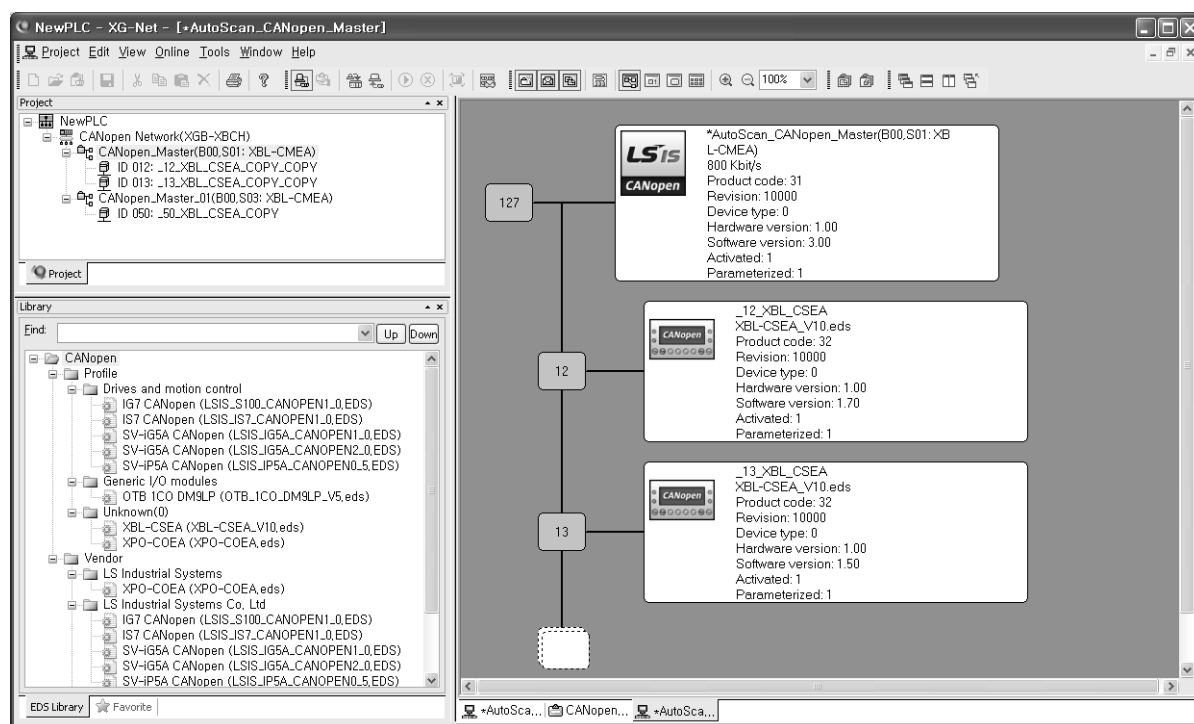 NewPLC - XG-Net - [*AutoScan_CANopen_Master]
Project Edit View Online Tools Window Help
100%
Project
NewPLC
CANopen Network(XGB-XBCH)
CANopen_Master(B00,S01: XBL-CMEA)
ID 012: _12_XBL_CSEA_COPY_COPY
ID 013: _13_XBL_CSEA_COPY_COPY
CANopen_Master_01(B00,S03: XBL-CMEA)
ID 050: _50_XBL_CSEA_COPY
Project
Library
Find:
Up
Down
CANopen
Profile
Drives and motion control
IG7 CANopen (LSIS_S100_CANOPEN1_0,EDS)
IS7 CANopen (LSIS_IS7_CANOPEN1_0,EDS)
SV-iG5A CANopen (LSIS_IG5A_CANOPEN1_0,EDS)
SV-iG5A CANopen (LSIS_IG5A_CANOPEN2_0,EDS)
SV-iP5A CANopen (LSIS_IP5A_CANOPEN0_5,EDS)
Generic I/O modules
OTB 1CO DM9LP (OTB_1CO_DM9LP_V5,eds)
Unknown(0)
XBL-CSEA (XBL-CSEA_V10,eds)
XPO-COEA (XPO-COEA,eds)
Vendor
LS Industrial Systems
XPO-COEA (XPO-COEA,eds)
LS Industrial Systems Co, Ltd
IG7 CANopen (LSIS_S100_CANOPEN1_0,EDS)
IS7 CANopen (LSIS_IS7_CANOPEN1_0,EDS)
SV-iG5A CANopen (LSIS_IG5A_CANOPEN1_0,EDS)
SV-iG5A CANopen (LSIS_IG5A_CANOPEN2_0,EDS)
SV-iP5A CANopen (LSIS_IP5A_CANOPEN0_5,EDS)
EDS Library
Favorite
127
LSis
CANopen
*AutoScan_CANopen_Master(B00,S01: XB
L-CMEA)
800 Kbit/s
Product code: 31
Revision: 10000
Device type: 0
Hardware version: 1.00
Software version: 3.00
Activated: 1
Parameterized: 1
12
CANopen
_12_XBL_CSEA
XBL-CSEA_V10.eds
Product code: 32
Revision: 10000
Device type: 0
Hardware version: 1.00
Software version: 1.70
Activated: 1
Parameterized: 1
13
CANopen
_13_XBL_CSEA
XBL-CSEA_V10.eds
Product code: 32
Revision: 10000
Device type: 0
Hardware version: 1.00
Software version: 1.50
Activated: 1
Parameterized: 1
*AutoSca...
CANopen...
*AutoSca...